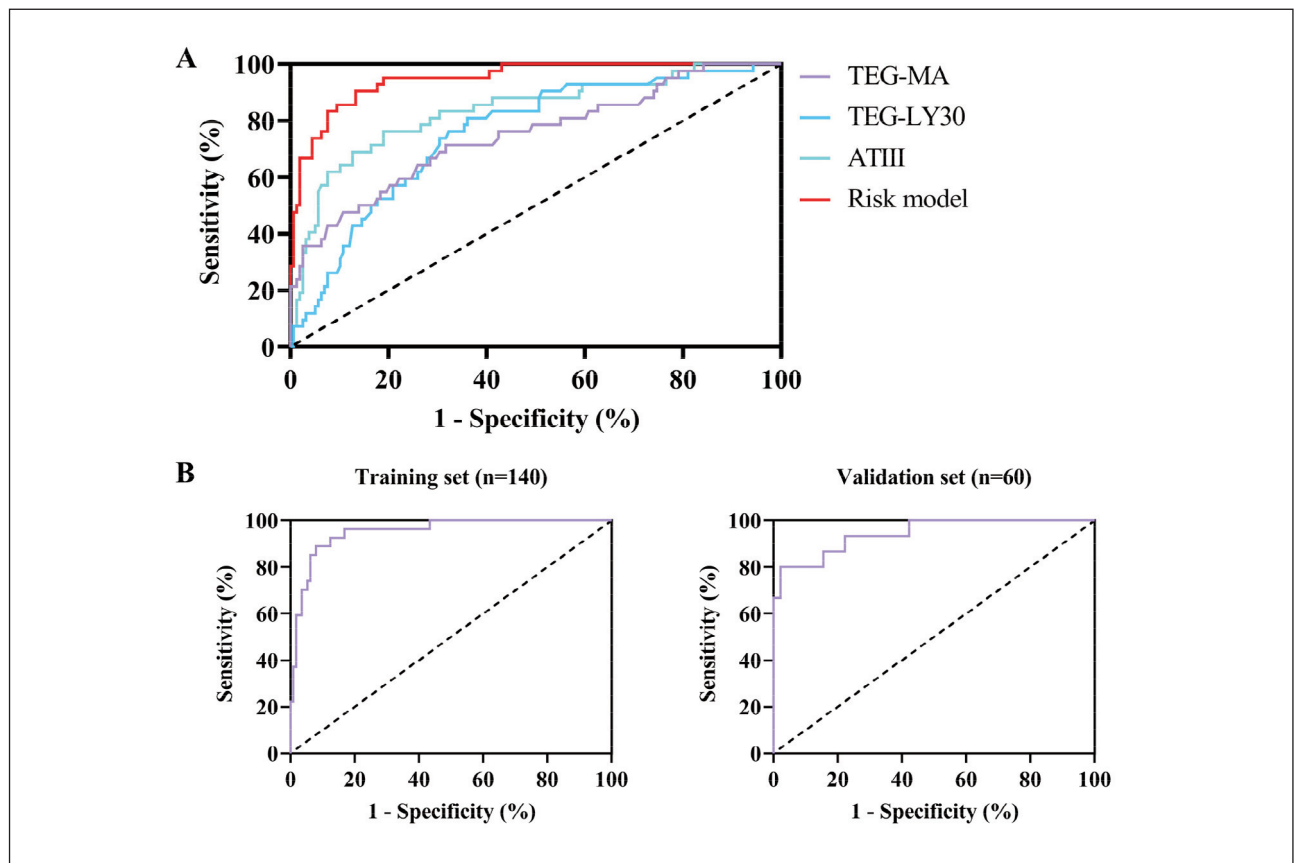 A
100
80
60
40
20
0
Sensitivity (%)
0 20 40 60 80 100
1 - Specificity (%)
TEG-MA
TEG-LY30
ATIII
Risk model
B
Training set (n=140)
100
80
60
40
20
0
Sensitivity (%)
0 20 40 60 80 100
1 - Specificity (%)
Validation set (n=60)
100
80
60
40
20
0
Sensitivity (%)
0 20 40 60 80 100
1 - Specificity (%)